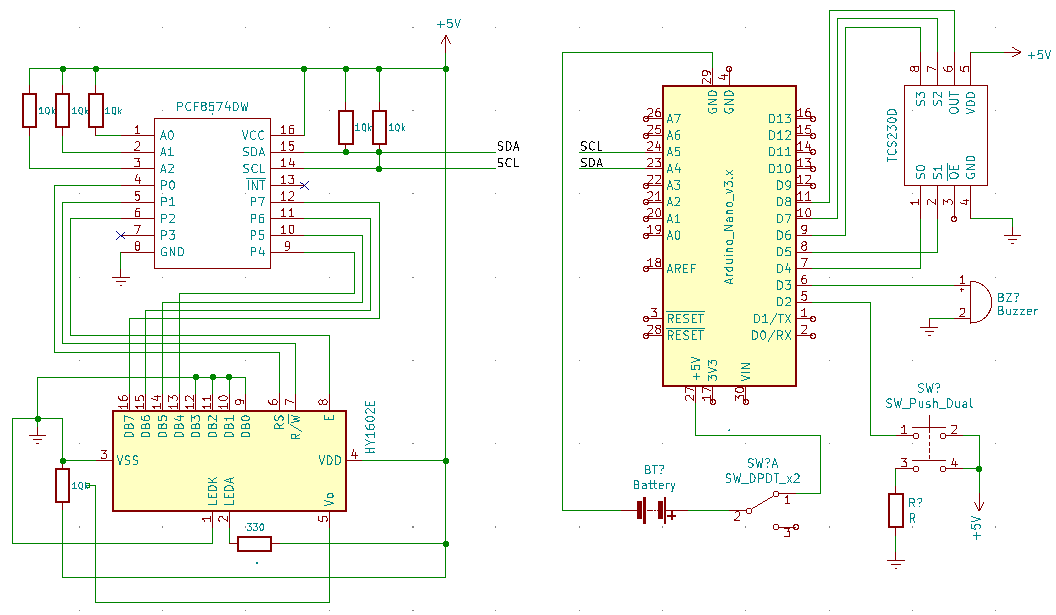 +5V
10k
10k
10k
PCF8574DW
1 A0
2 A1
3 A2
4 P0
5 P1
6 P2
7 P3
8 GND
VCC 16
SDA 15
SCL 14
INT 13
P7 12
P6 11
P5 10
P4 9
10k
10k
SDA
SCL
16 15 14 13 12 11 10 9 6 7 8
DB7 DB6 DB5 DB4 DB3 DB2 DB1 DB0 RS R/W E
HY1602E
3 VSS
VDD 4
LEDK LEDA Vo
1 2 5
10k
330
SCL
SDA
29 4
GND GND
26 A7
25 A6
24 A5
23 A4
22 A3
21 A2
20 A1
19 A0
18 AREF
3 RESET
28 RESET
Arduino_Nano_v3.x
D13 16
D12 15
D11 14
D10 13
D9 12
D8 11
D7 10
D6 9
D5 8
D4 7
D3 6
D2 5
D1/TX 1
D0/RX 2
+5V 3V3 VIN
27 17 30
8 7 6 5
S3 S2 OUT VDD
TCS230D
S0 S1 OE GND
1 2 3 4
+5V
1
+
2
BZ?
Buzzer
SW?
SW_Push_Dual
1 2
3 4
R?
R
+5V
BT?
Battery
+
SW?A
SW_DPDT_x2
1
2
3